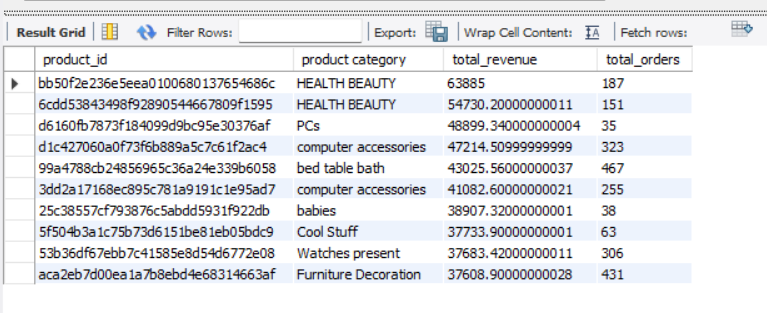 Result Grid Filter Rows: Export: Wrap Cell Content: IA Fetch rows:
product_id product category total_revenue total_orders
bb50f2e236e5eea0100680137654686c HEALTH BEAUTY 63885 187
6cdd53843498f92890544667809f1595 HEALTH BEAUTY 54730.20000000011 151
d6160fb7873f184099d9bc95e30376af PCs 48899.340000000004 35
d1c427060a0f73f6b889a5c7c61f2ac4 computer accessories 47214.50999999999 323
99a4788cb24856965c36a24e339b6058 bed table bath 43025.56000000037 467
3dd2a17168ec895c781a9191c1e95ad7 computer accessories 41082.60000000021 255
25c38557cf793876c5abdd5931f922db babies 38907.32000000001 38
5f504b3a1c75b73d6151be81eb05bdc9 Cool Stuff 37733.90000000001 63
53b36df67ebb7c41585e8d54d6772e08 Watches present 37683.42000000011 306
aca2eb7d00ea1a7b8ebd4e68314663af Furniture Decoration 37608.90000000028 431